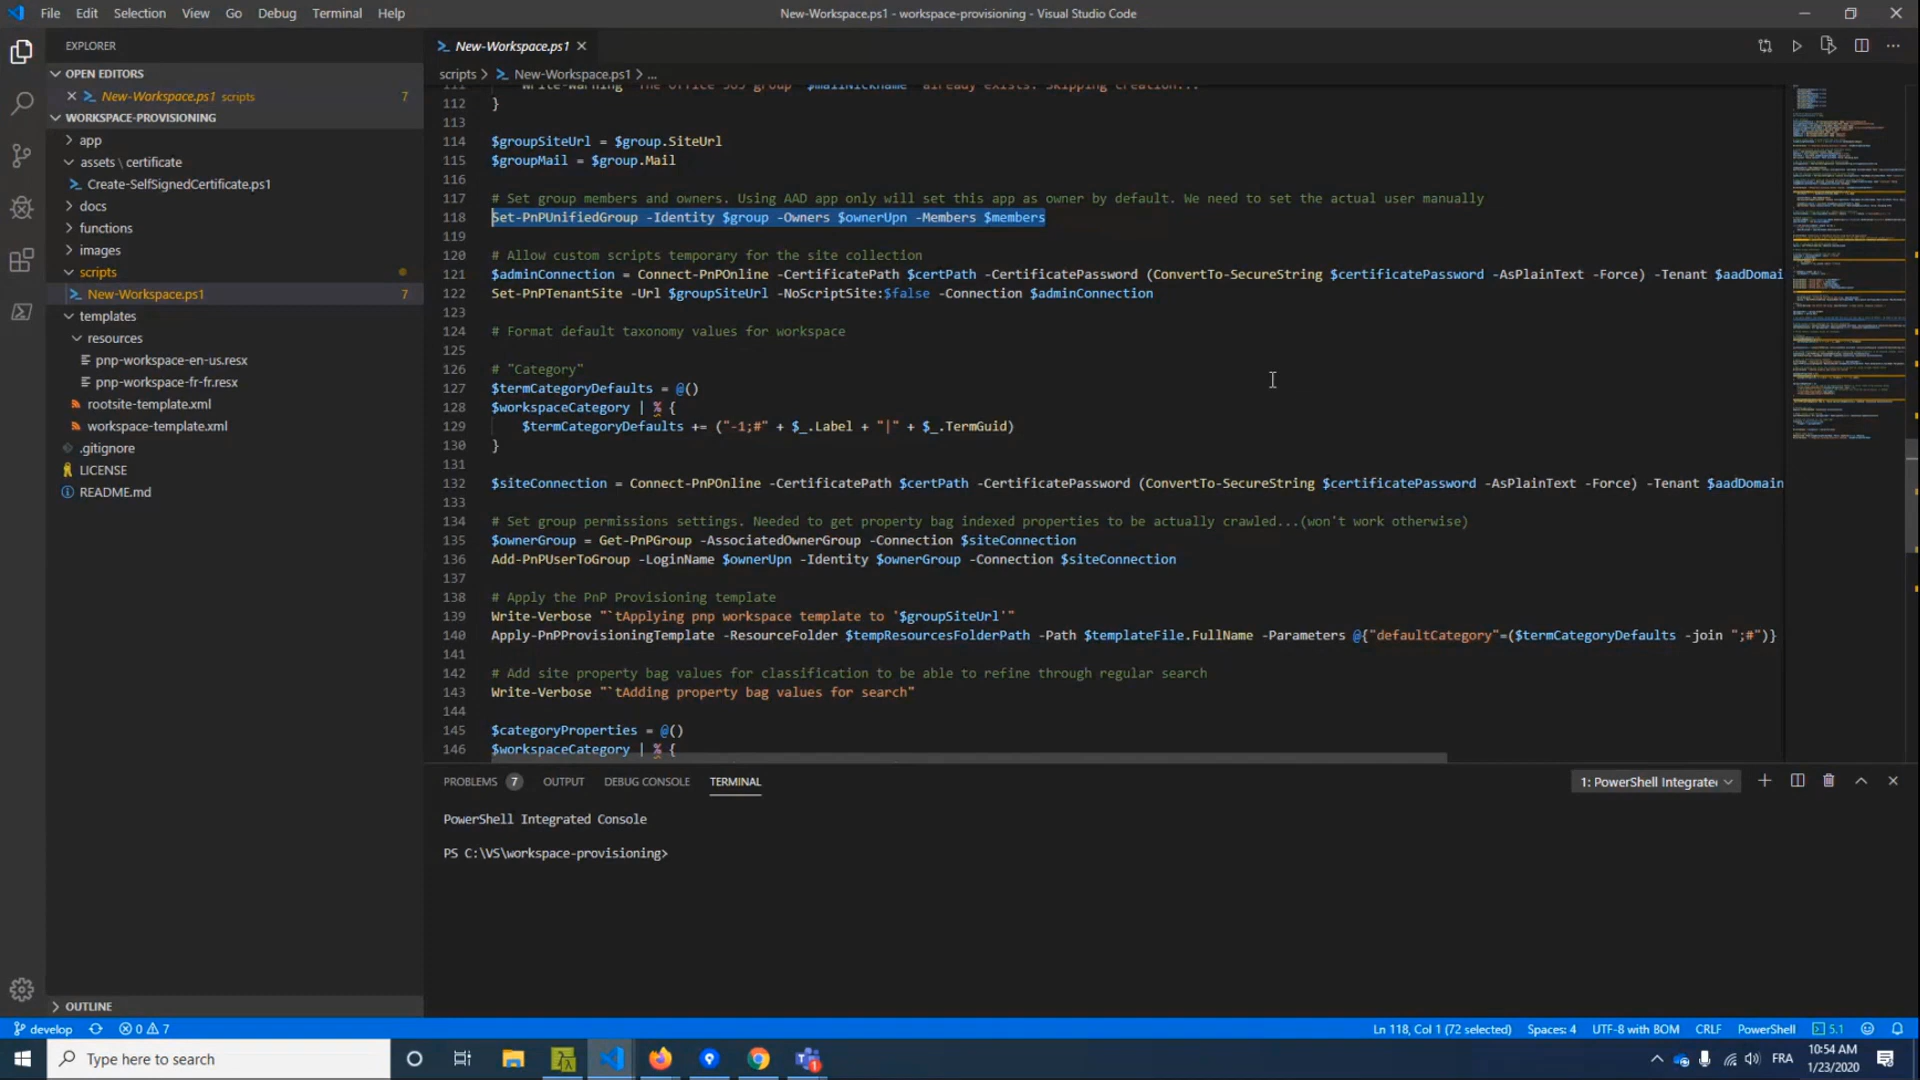 File Edit Selection View Go Debug Terminal Help
New-Workspace.ps1 - workspace-provisioning - Visual Studio Code
EXPLORER
OPEN EDITORS
New-Workspace.ps1 scripts 7
WORKSPACE-PROVISIONING
app
assets \ certificate
Create-SelfSignedCertificate.ps1
docs
functions
images
scripts
New-Workspace.ps1 7
templates
resources
pnp-workspace-en-us.resx
pnp-workspace-fr-fr.resx
rootsite-template.xml
workspace-template.xml
.gitignore
LICENSE
README.md
OUTLINE
New-Workspace.ps1
scripts > New-Workspace.ps1 > ...
112 }
113
114 $groupSiteUrl = $group.SiteUrl
115 $groupMail = $group.Mail
116
117 # Set group members and owners. Using AAD app only will set this app as owner by default. We need to set the actual user manually
118 Set-PnPUnifiedGroup -Identity $group -Owners $ownerUpn -Members $members
119
120 # Allow custom scripts temporary for the site collection
121 $adminConnection = Connect-PnPOnline -CertificatePath $certPath -CertificatePassword (ConvertTo-SecureString $certificatePassword -AsPlainText -Force) -Tenant $aadDomai
122 Set-PnPTenantSite -Url $groupSiteUrl -NoScriptSite:$false -Connection $adminConnection
123
124 # Format default taxonomy values for workspace
125
126 # "Category"
127 $termCategoryDefaults = @()
128 $workspaceCategory | % {
129 $termCategoryDefaults += ("-1;#" + $_.Label + "|" + $_.TermGuid)
130 }
131
132 $siteConnection = Connect-PnPOnline -CertificatePath $certPath -CertificatePassword (ConvertTo-SecureString $certificatePassword -AsPlainText -Force) -Tenant $aadDomain
133
134 # Set group permissions settings. Needed to get property bag indexed properties to be actually crawled...(won't work otherwise)
135 $ownerGroup = Get-PnPGroup -AssociatedOwnerGroup -Connection $siteConnection
136 Add-PnPUserToGroup -LoginName $ownerUpn -Identity $ownerGroup -Connection $siteConnection
137
138 # Apply the PnP Provisioning template
139 Write-Verbose "`tApplying pnp workspace template to '$groupSiteUrl'"
140 Apply-PnPProvisioningTemplate -ResourceFolder $tempResourcesFolderPath -Path $templateFile.FullName -Parameters @{"defaultCategory"=($termCategoryDefaults -join ";#")}
141
142 # Add site property bag values for classification to be able to refine through regular search
143 Write-Verbose "`tAdding property bag values for search"
144
145 $categoryProperties = @()
146 $workspaceCategory | % {
PROBLEMS 7 OUTPUT DEBUG CONSOLE TERMINAL
1: PowerShell Integrate
PowerShell Integrated Console
PS C:\VS\workspace-provisioning>
develop 0 7
Ln 118, Col 1 (72 selected) Spaces: 4 UTF-8 with BOM CRLF PowerShell 5.1
Type here to search
FRA
10:54 AM
1/23/2020